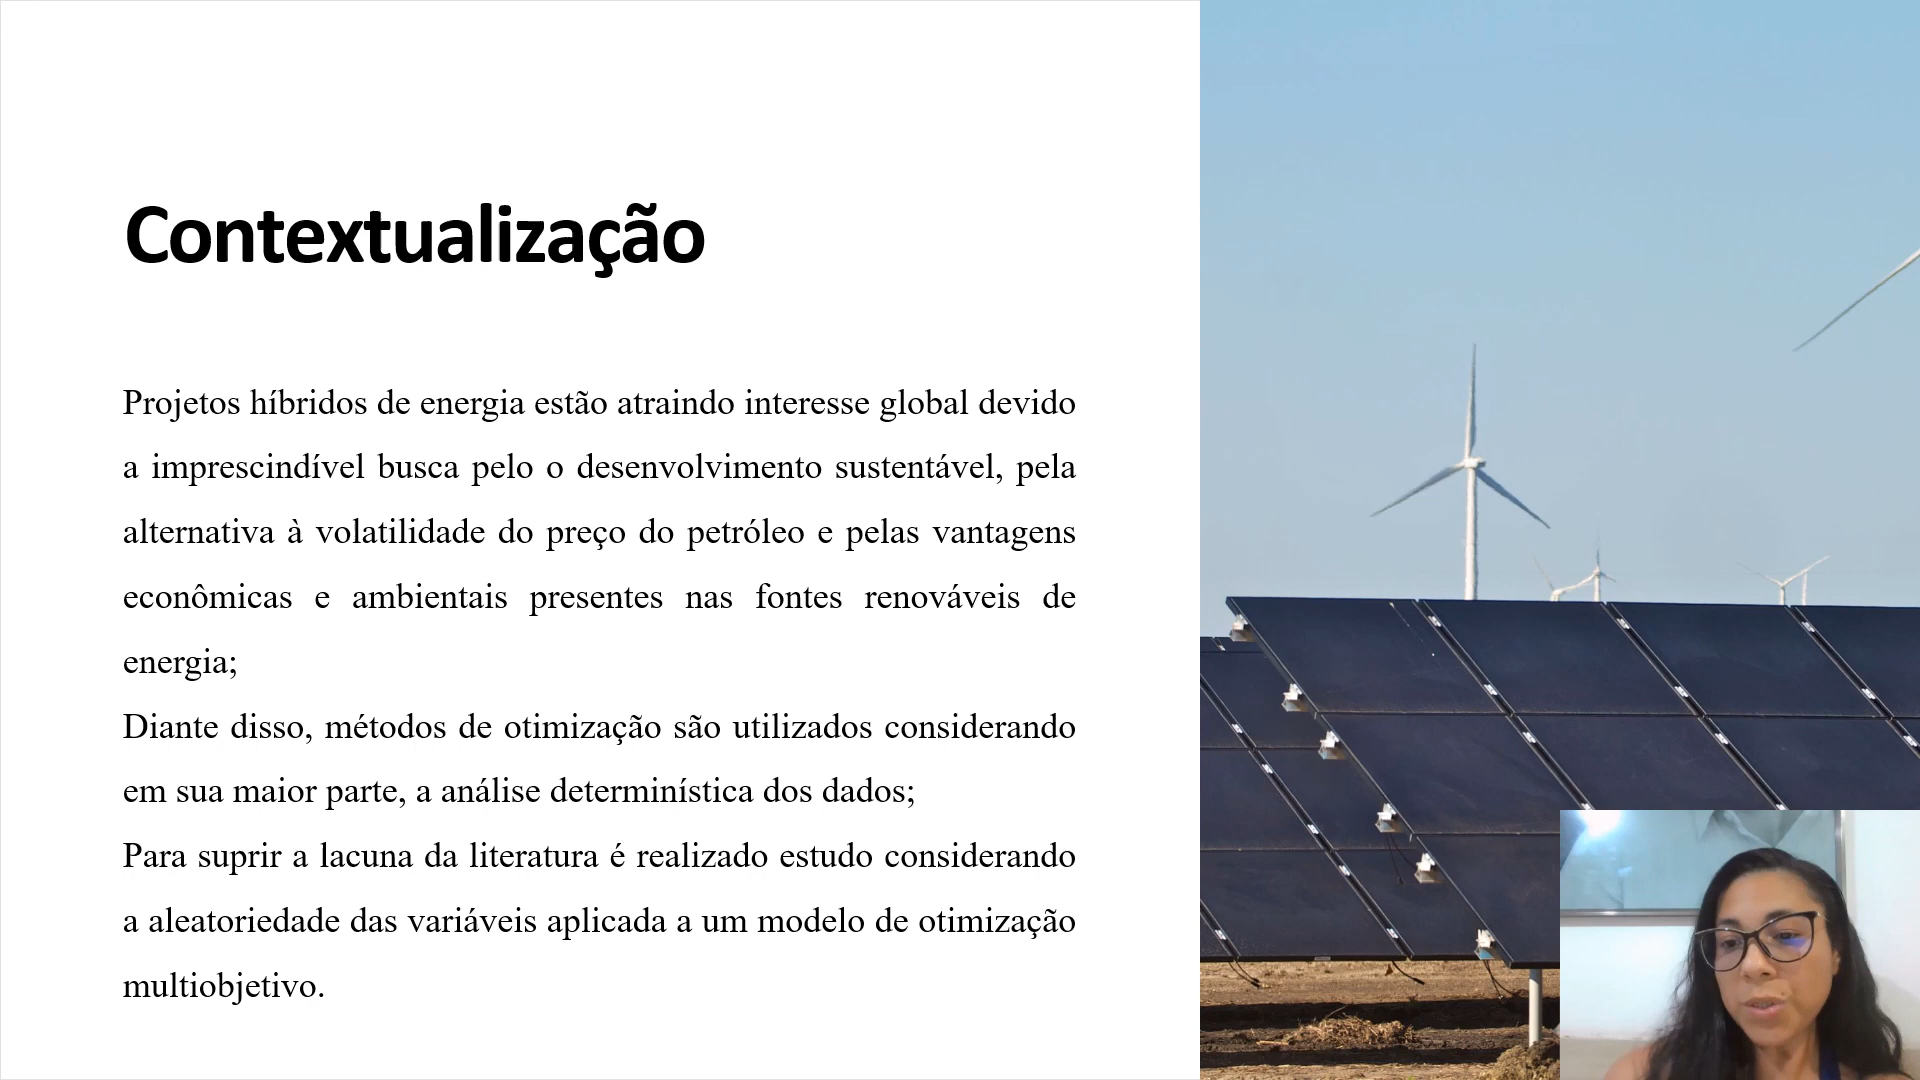 Contextualização
Projetos híbridos de energia estão atraindo interesse global devido
a imprescindível busca pelo o desenvolvimento sustentável, pela
alternativa à volatilidade do preço do petróleo e pelas vantagens
econômicas e ambientais presentes nas fontes renováveis de
energia;
Diante disso, métodos de otimização são utilizados considerando
em sua maior parte, a análise determinística dos dados;
Para suprir a lacuna da literatura é realizado estudo considerando
a aleatoriedade das variáveis aplicada a um modelo de otimização
multiobjetivo.